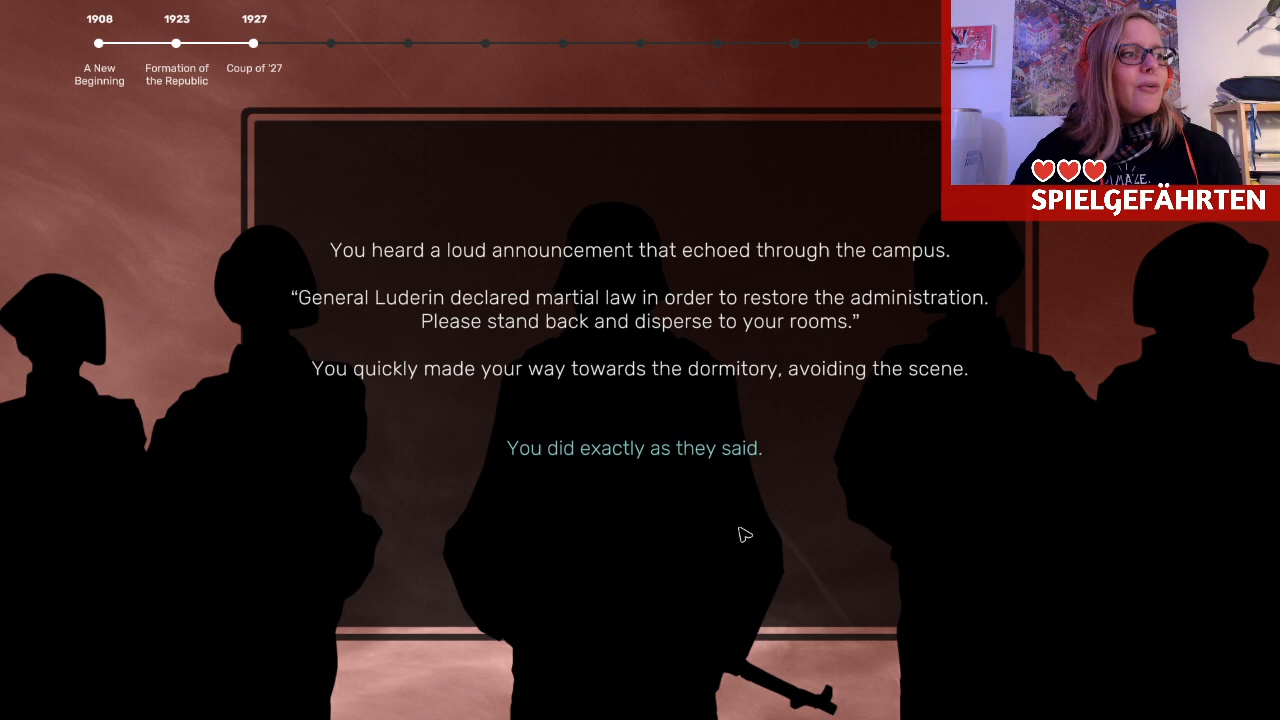 1908
1923
1927
A New
Beginning
Formation of
the Republic
Coup of '27
You heard a loud announcement that echoed through the campus.
“General Luderin declared martial law in order to restore the administration.
Please stand back and disperse to your rooms.”
You quickly made your way towards the dormitory, avoiding the scene.
You did exactly as they said.
SPIELGEFÄHRTEN